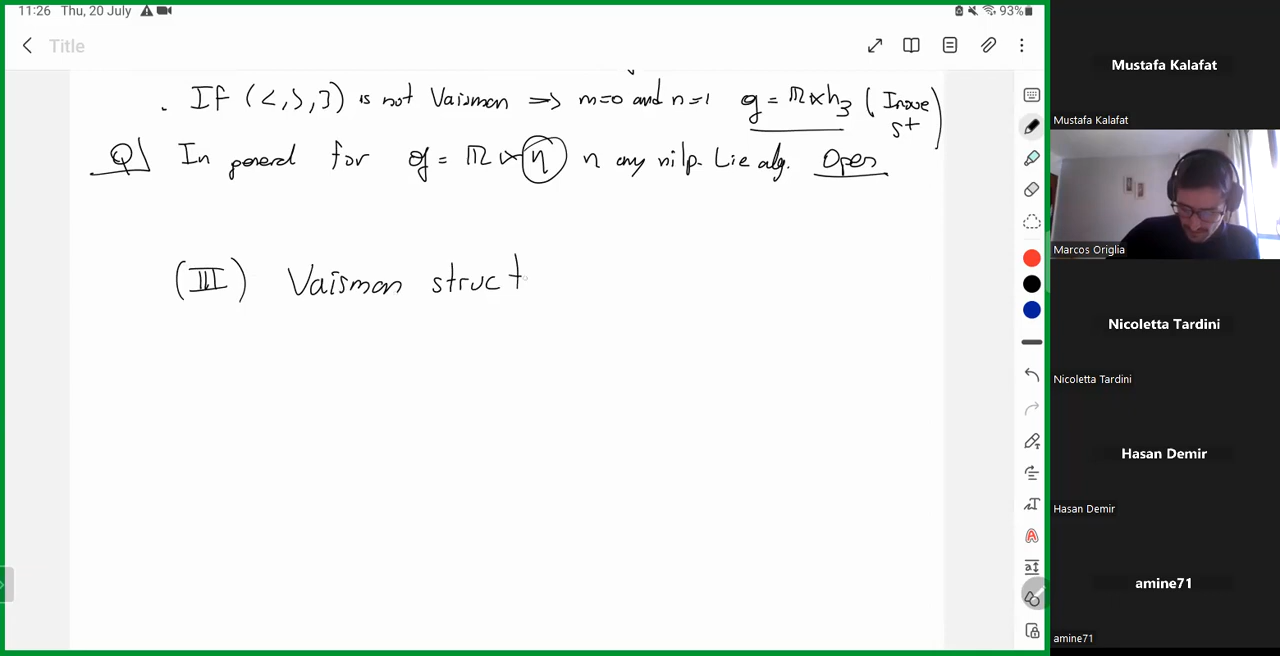 11:26 Thu, 20 July 93%
Title
. If (<,>,J) is not Vaisman ⟹ m=0 and n=1 g = ℝ⋉h₃ (Inoue
S⁺)
Q| In general for g = ℝ⋉n n any nilp. Lie alg. Open
(III) Vaisman struct
Mustafa Kalafat
Mustafa Kalafat
Marcos Origlia
Nicoletta Tardini
Nicoletta Tardini
Hasan Demir
Hasan Demir
amine71
amine71